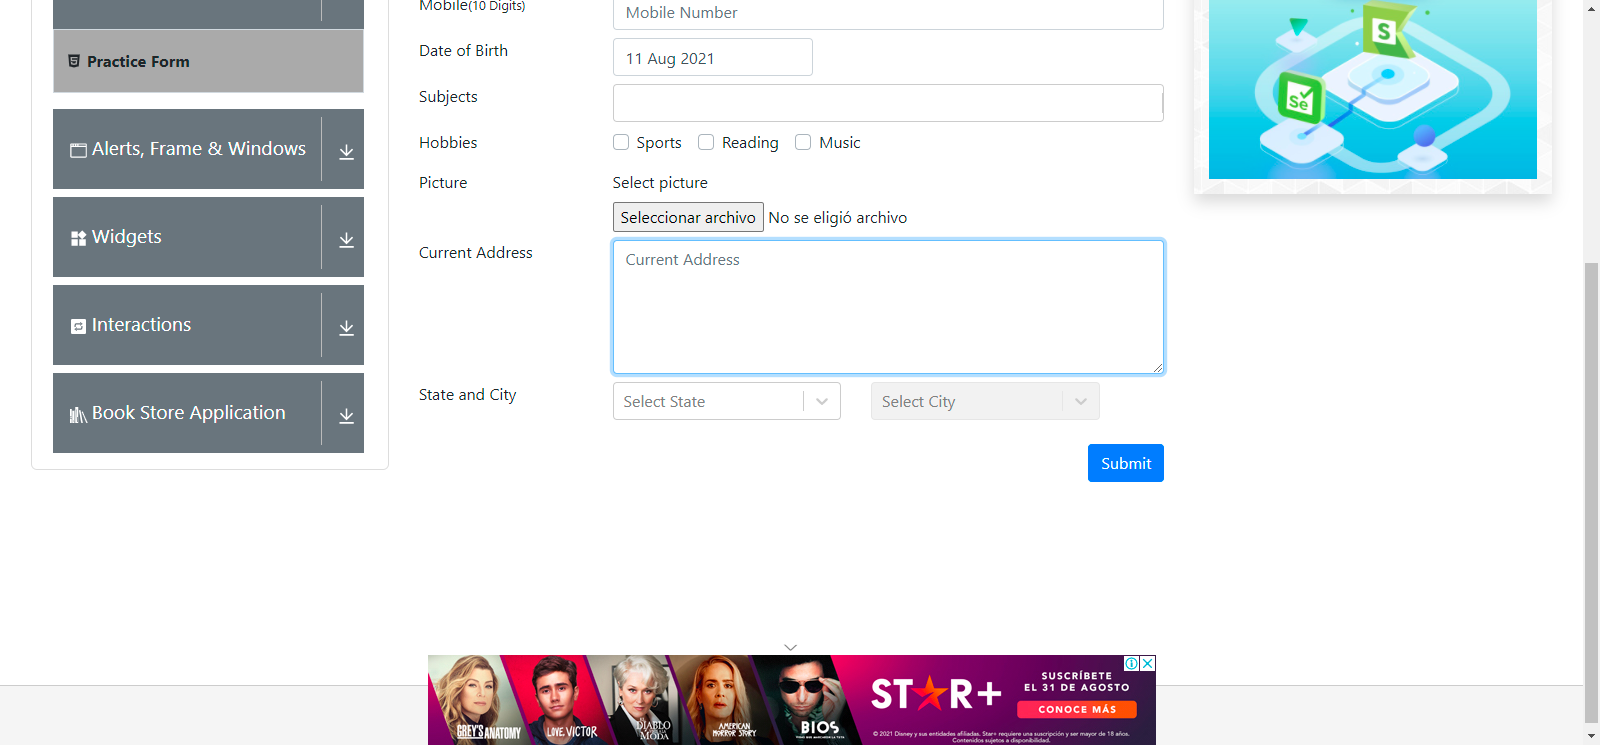 Mobile(10 Digits)
Mobile Number
Practice Form
Date of Birth
11 Aug 2021
Subjects
Alerts, Frame & Windows
Hobbies
Sports
Reading
Music
Picture
Select picture
Seleccionar archivo No se eligió archivo
Widgets
Current Address
Current Address
Interactions
State and City
Select State
Select City
Book Store Application
Submit
S
Se
GREY'S ANATOMY
LOVE, VICTOR
EL DIABLO VISTE A LA MODA
AMERICAN HORROR STORY
BIOS
STAR+
SUSCRÍBETE
EL 31 DE AGOSTO
CONOCE MÁS
© 2021 Disney y sus entidades afiliadas. Star+ requiere una suscripción y ser mayor de 18 años.
Contenidos sujetos a disponibilidad.